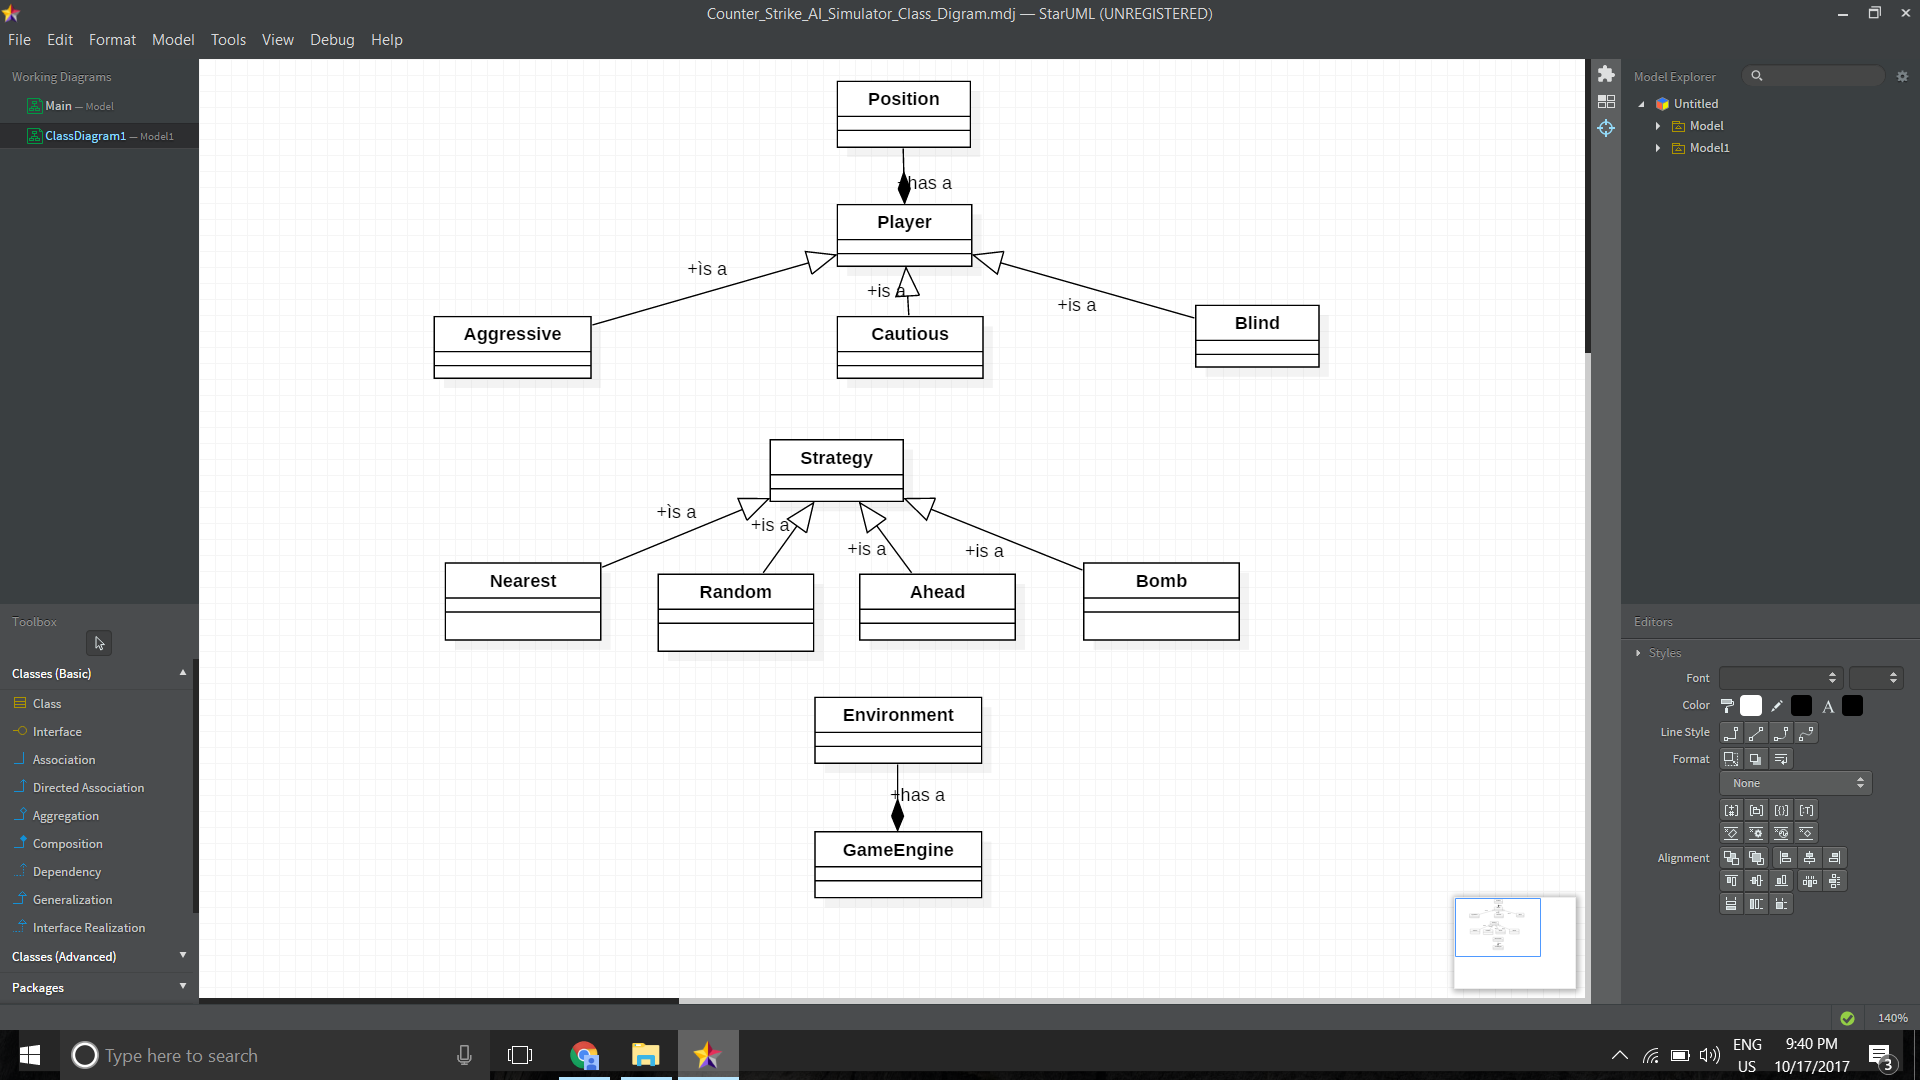 Counter_Strike_AI_Simulator_Class_Digram.mdj — StarUML (UNREGISTERED)
File Edit Format Model Tools View Debug Help
Working Diagrams
Main — Model
ClassDiagram1 — Model1
Position
+has a
Player
+is a
+is a
+is a
Aggressive
Cautious
Blind
Strategy
+is a
+is a
+is a
+is a
Nearest
Random
Ahead
Bomb
Environment
+has a
GameEngine
Toolbox
Classes (Basic)
Class
Interface
Association
Directed Association
Aggregation
Composition
Dependency
Generalization
Interface Realization
Classes (Advanced)
Packages
Model Explorer
Untitled
Model
Model1
Editors
Styles
Font
Color
A
Line Style
Format
None
Alignment
140%
Type here to search
ENG
US
9:40 PM
10/17/2017
3